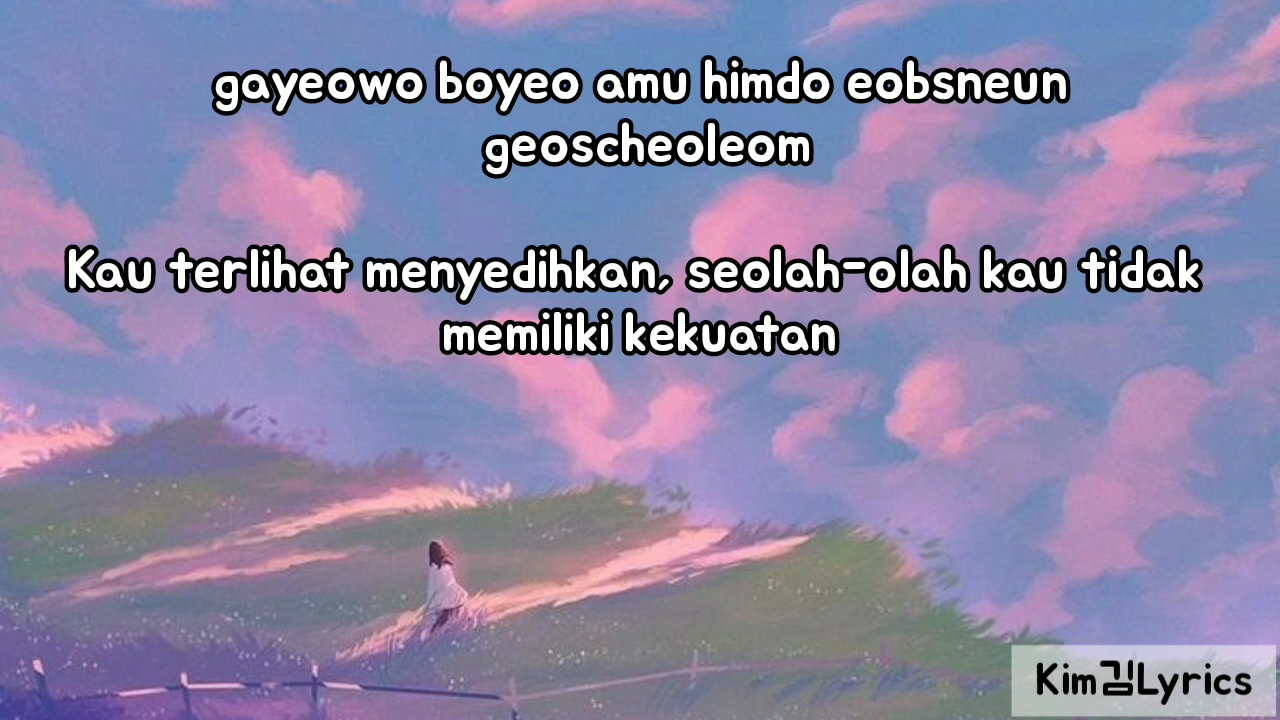 gayeowo boyeo amu himdo eobsneun
geoscheoleom
Kau terlihat menyedihkan, seolah-olah kau tidak
memiliki kekuatan
Kim김Lyrics